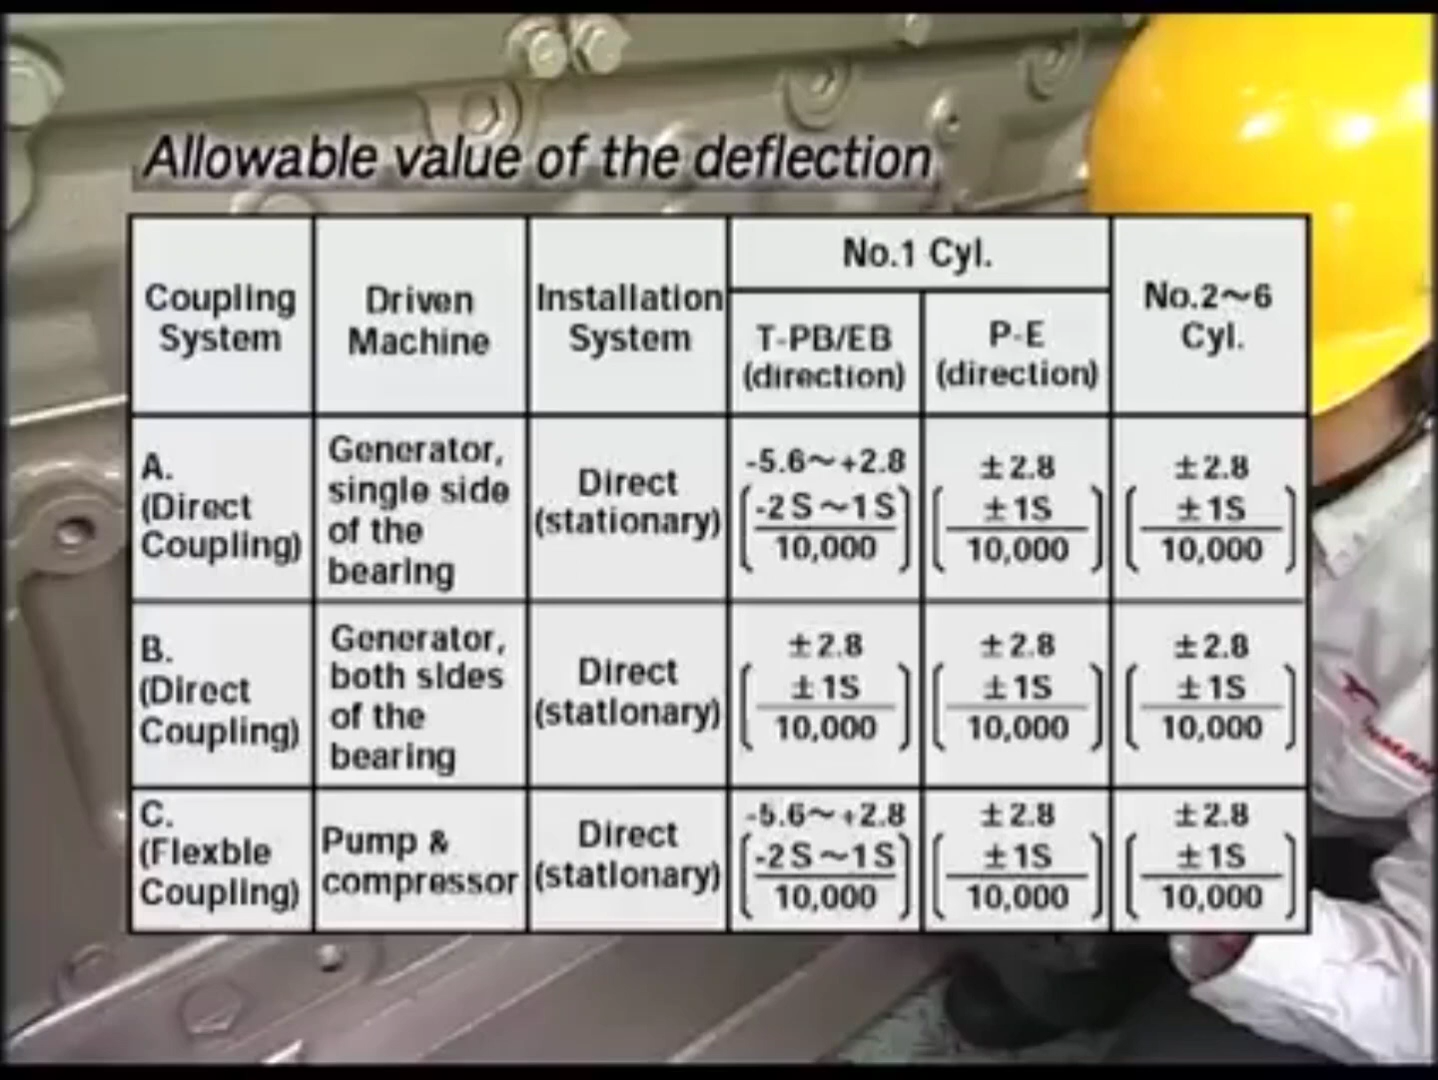 Allowable value of the deflection
Coupling
System
Driven
Machine
Installation
System
No.1 Cyl.
T-PB/EB
(direction)
P-E
(direction)
No.2~6
Cyl.
A.
(Direct
Coupling)
Generator,
single side
of the
bearing
Direct
(stationary)
-5.6~+2.8
(-2S~1S
10,000)
±2.8
(±1S
10,000)
±2.8
(±1S
10,000)
B.
(Direct
Coupling)
Generator,
both sides
of the
bearing
Direct
(stationary)
±2.8
(±1S
10,000)
±2.8
(±1S
10,000)
±2.8
(±1S
10,000)
C.
(Flexble
Coupling)
Pump &
compressor
Direct
(stationary)
-5.6~+2.8
(-2S~1S
10,000)
±2.8
(±1S
10,000)
±2.8
(±1S
10,000)